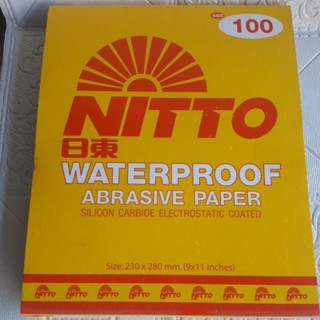 100
NITTO
日東
WATERPROOF
ABRASIVE PAPER
SILICON CARBIDE ELECTROSTATIC COATED
Size: 230 x 280 mm. (9x11 Inches)
NITTO NITTO NITTO NITTO NITTO NITTO NITTO NITTO NITTO